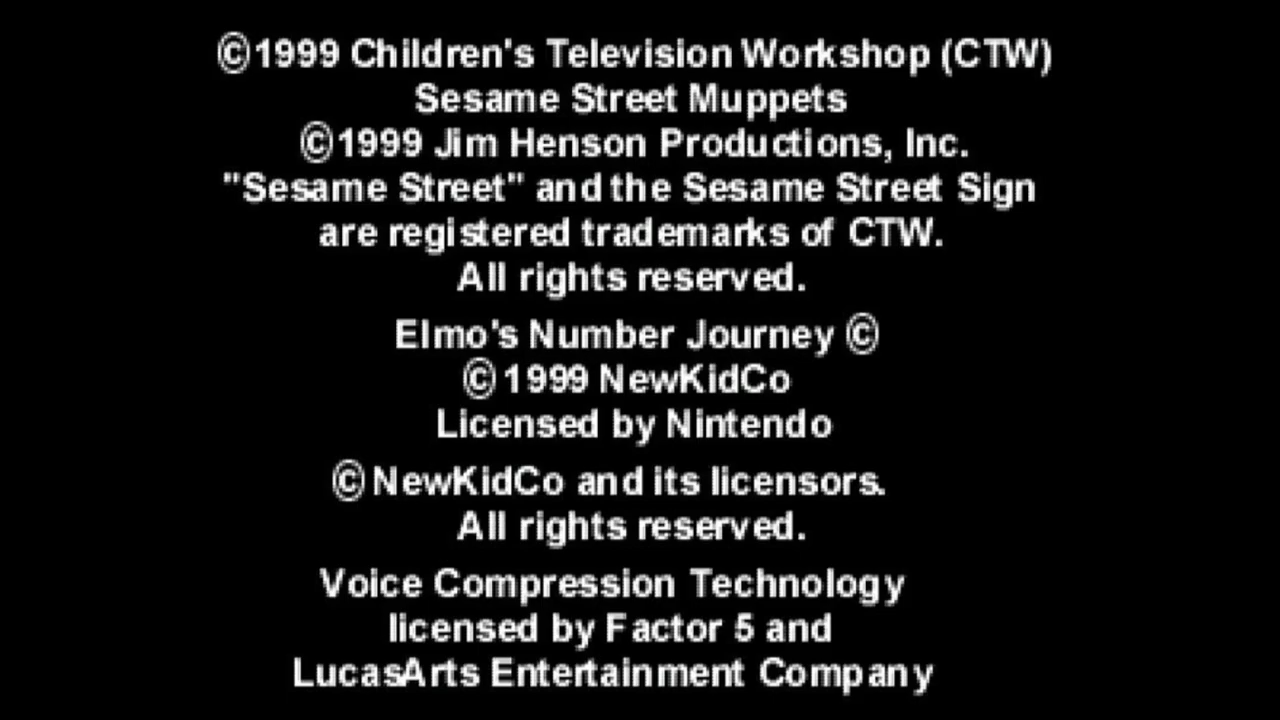 ©1999 Children's Television Workshop (CTW)
Sesame Street Muppets
©1999 Jim Henson Productions, Inc.
"Sesame Street" and the Sesame Street Sign
are registered trademarks of CTW.
All rights reserved.
Elmo's Number Journey ©
© 1999 NewKidCo
Licensed by Nintendo
© NewKidCo and its licensors.
All rights reserved.
Voice Compression Technology
licensed by Factor 5 and
LucasArts Entertainment Company